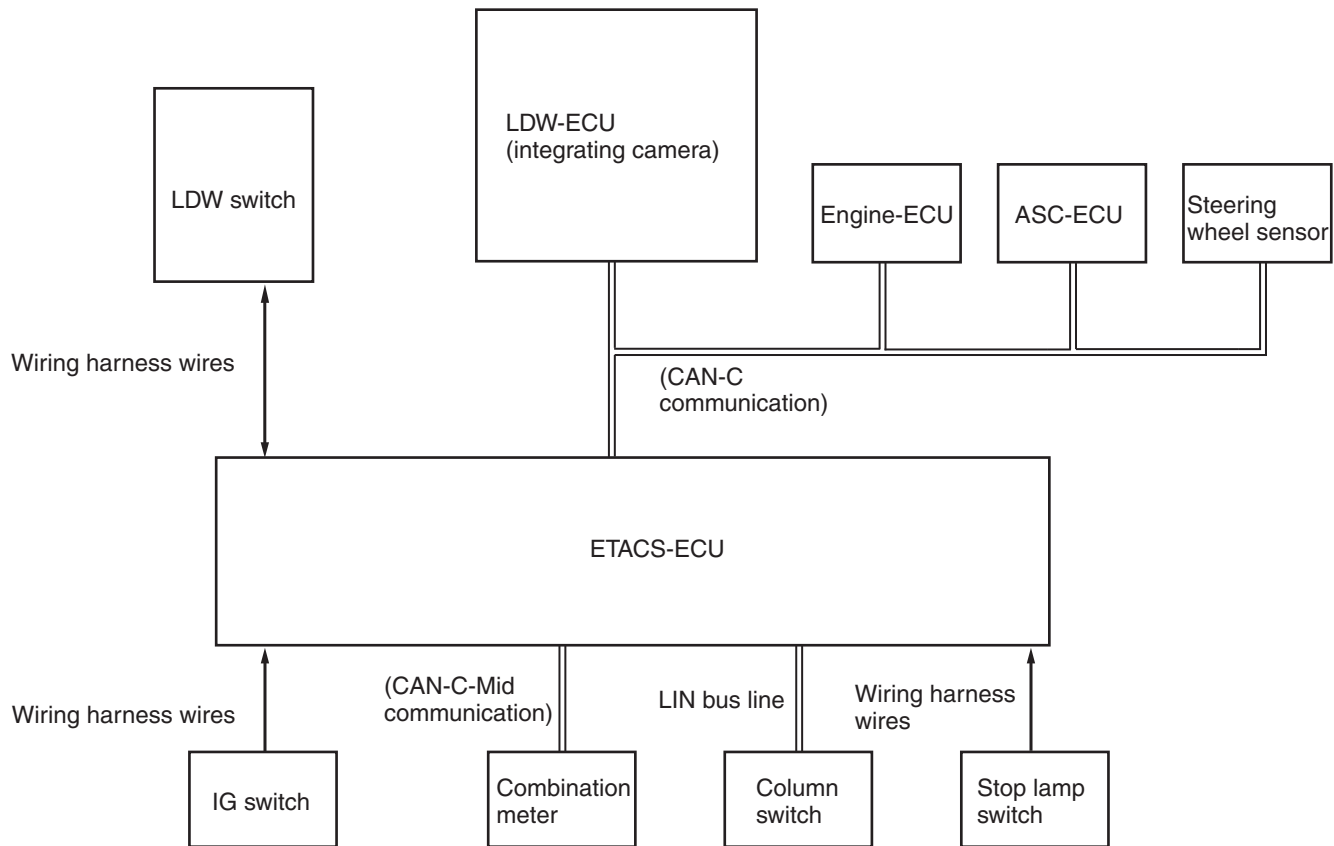 LDW-ECU
(integrating camera)
LDW switch
Engine-ECU
ASC-ECU
Steering
wheel sensor
Wiring harness wires
(CAN-C
communication)
ETACS-ECU
Wiring harness wires
(CAN-C-Mid
communication)
LIN bus line
Wiring harness
wires
IG switch
Combination
meter
Column
switch
Stop lamp
switch